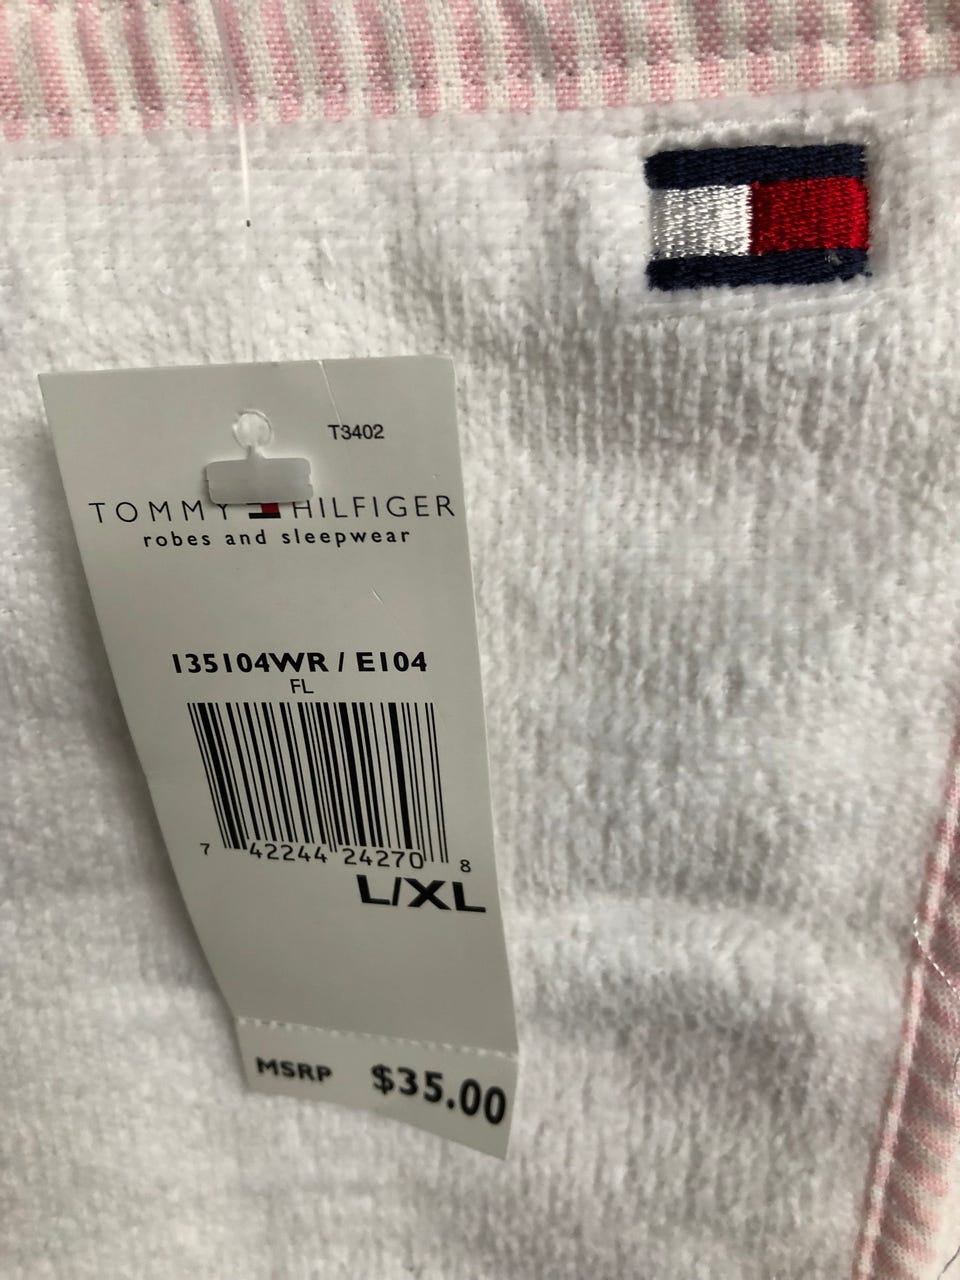 T3402
TOMMY HILFIGER
robes and sleepwear
135104WR / E104
FL
7 42244 24270 8
L/XL
MSRP $35.00